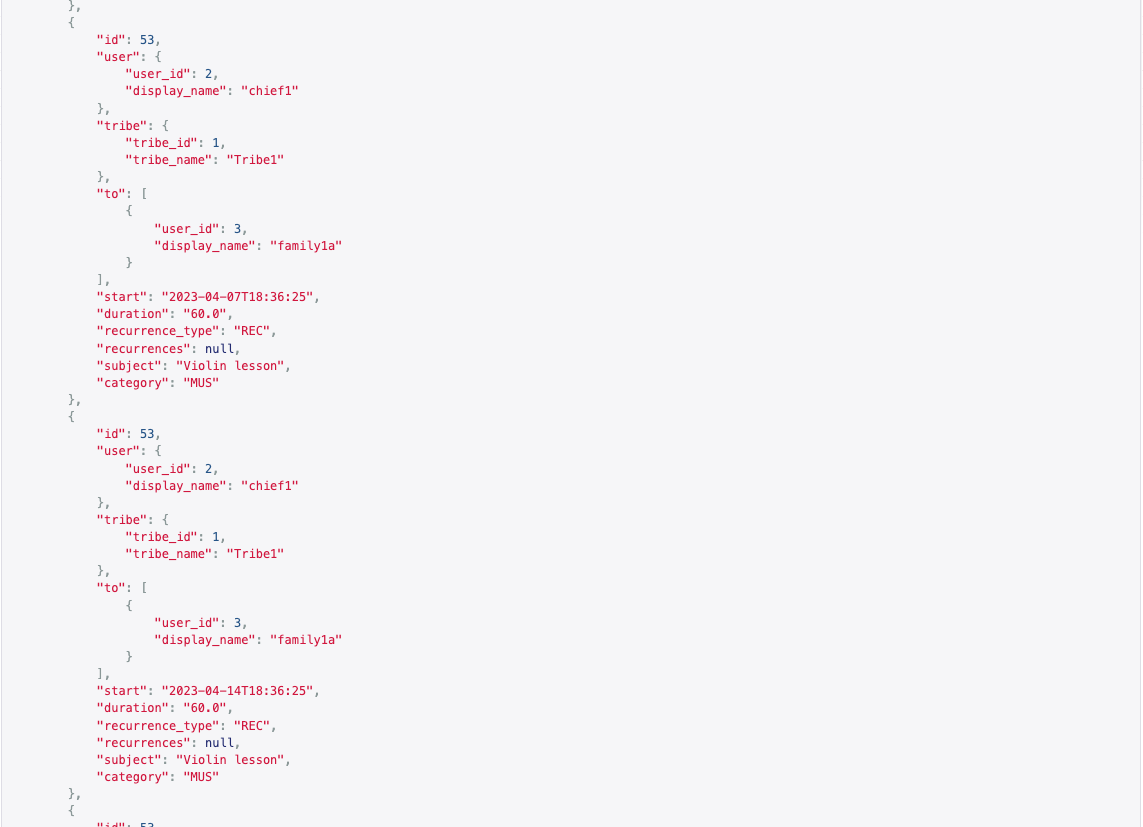 },
{
"id": 53,
"user": {
"user_id": 2,
"display_name": "chief1"
},
"tribe": {
"tribe_id": 1,
"tribe_name": "Tribe1"
},
"to": [
{
"user_id": 3,
"display_name": "family1a"
}
],
"start": "2023-04-07T18:36:25",
"duration": "60.0",
"recurrence_type": "REC",
"recurrences": null,
"subject": "Violin lesson",
"category": "MUS"
},
{
"id": 53,
"user": {
"user_id": 2,
"display_name": "chief1"
},
"tribe": {
"tribe_id": 1,
"tribe_name": "Tribe1"
},
"to": [
{
"user_id": 3,
"display_name": "family1a"
}
],
"start": "2023-04-14T18:36:25",
"duration": "60.0",
"recurrence_type": "REC",
"recurrences": null,
"subject": "Violin lesson",
"category": "MUS"
},
{
"id": 53,